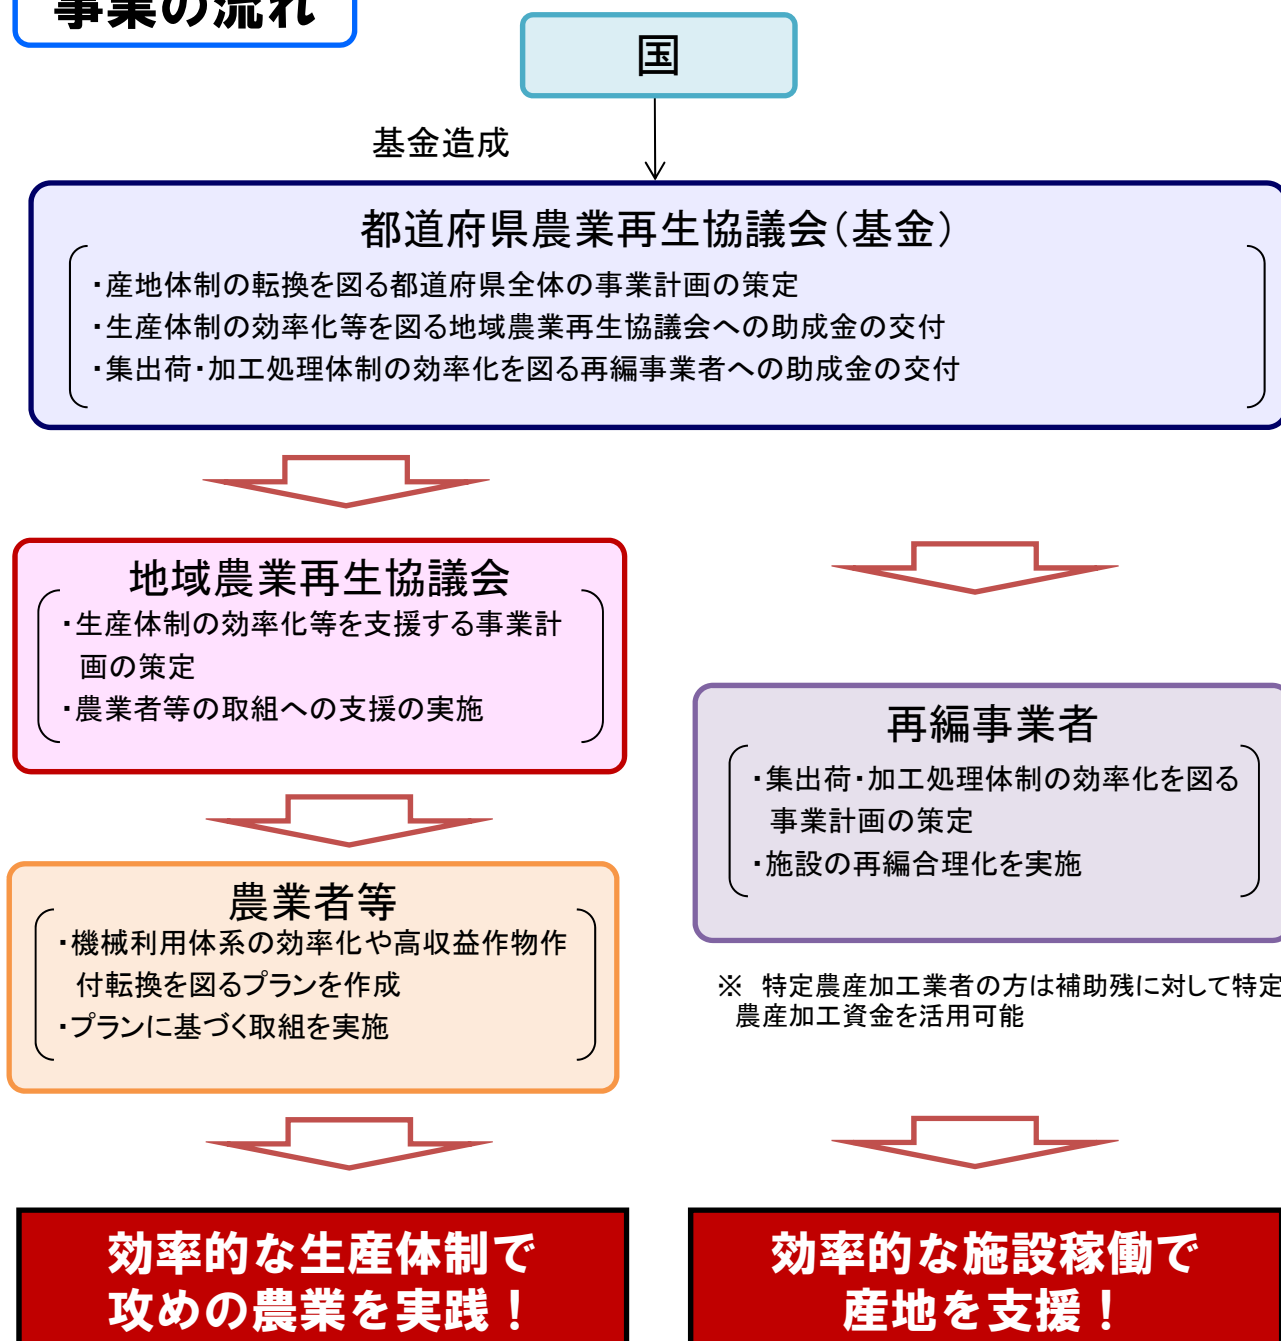 事業の流れ
国
基金造成
都道府県農業再生協議会(基金)
・産地体制の転換を図る都道府県全体の事業計画の策定
・生産体制の効率化等を図る地域農業再生協議会への助成金の交付
・集出荷・加工処理体制の効率化を図る再編事業者への助成金の交付
地域農業再生協議会
・生産体制の効率化等を支援する事業計
画の策定
・農業者等の取組への支援の実施
農業者等
・機械利用体系の効率化や高収益作物作
付転換を図るプランを作成
・プランに基づく取組を実施
再編事業者
・集出荷・加工処理体制の効率化を図る
事業計画の策定
・施設の再編合理化を実施
※ 特定農産加工業者の方は補助残に対して特定
農産加工資金を活用可能
効率的な生産体制で
攻めの農業を実践！
効率的な施設稼働で
産地を支援！